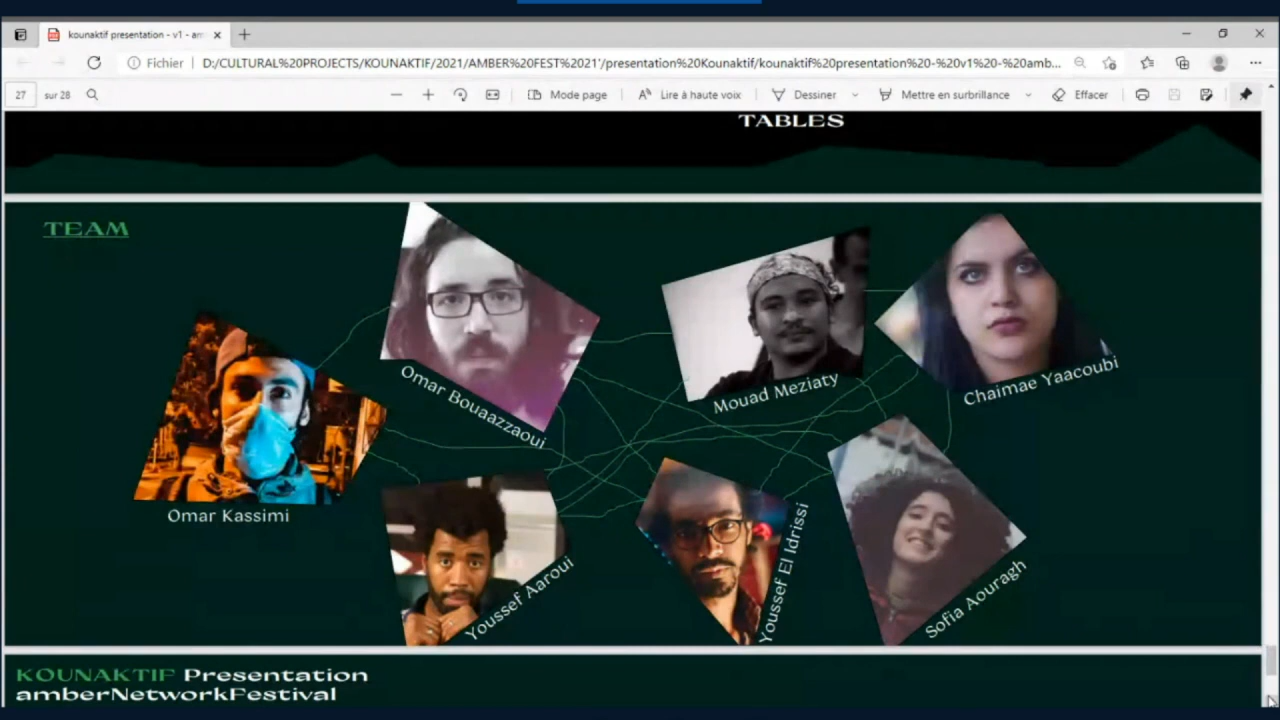 kounaktif presentation - v1 - am
Fichier
D:/CULTURAL%20PROJECTS/KOUNAKTIF/2021/AMBER%20FEST%2021'/presentation%20Kounaktif/kounaktif%20presentation%20-%20v1%20-%20amb...
27 sur 28
Mode page
Lire à haute voix
Dessiner
Mettre en surbrillance
Effacer
TABLES
TEAM
Omar Bouaazzaoui
Mouad Meziaty
Chaimae Yaacoubi
Omar Kassimi
Youssef Aaroui
Youssef El Idrissi
Sofia Aouragh
KOUNAKTIF Presentation
amberNetworkFestival